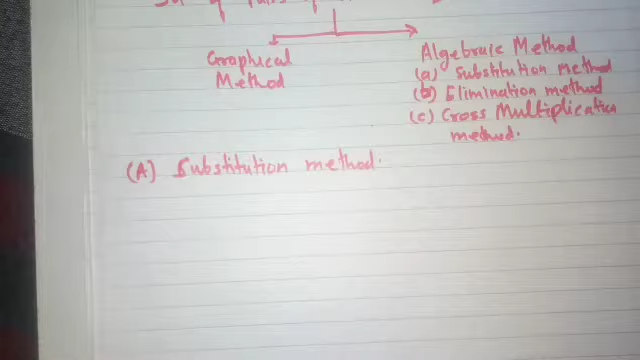 Graphical
Method
Algebraic Method
(a) Substitution method
(b) Elimination method
(c) Cross Multiplication
method.
(A) Substitution method.